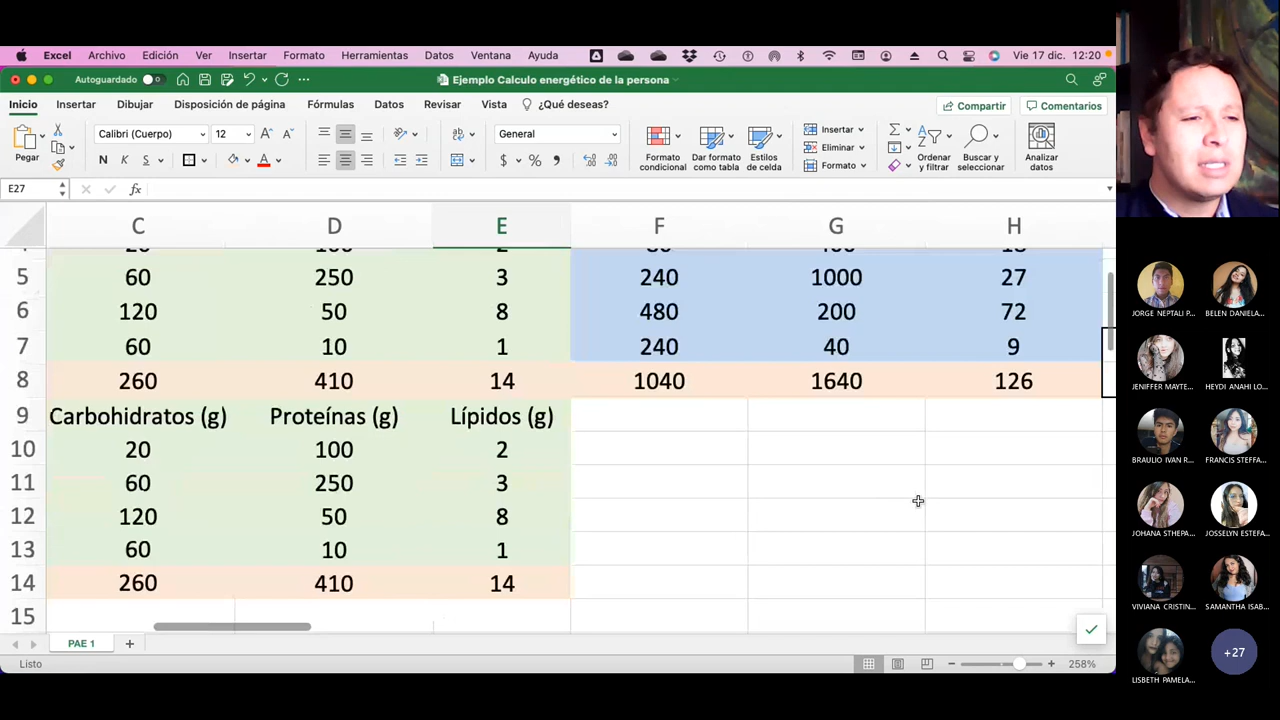 Excel Archivo Edición Ver Insertar Formato Herramientas Datos Ventana Ayuda Vie 17 dic. 12:20
Autoguardado Ejemplo Calculo energético de la persona
Inicio Insertar Dibujar Disposición de página Fórmulas Datos Revisar Vista ¿Qué deseas? Compartir Comentarios
Pegar Calibri (Cuerpo) 12 General Insertar
N K S Eliminar
Formato
Formato condicional Dar formato como tabla Estilos de celda Ordenar y filtrar Buscar y seleccionar Analizar datos
E27 fx
C D E F G H
5 60 250 3 240 1000 27
6 120 50 8 480 200 72
7 60 10 1 240 40 9
8 260 410 14 1040 1640 126
9 Carbohidratos (g) Proteínas (g) Lípidos (g)
10 20 100 2
11 60 250 3
12 120 50 8
13 60 10 1
14 260 410 14
15
PAE 1
Listo 258%
JORGE NEPTALI P... BELEN DANIELA...
JENIFFER MAYTE... HEYDI ANAHI LO...
BRAULIO IVAN R... FRANCIS STEFFA...
JOHANA STHEPA... JOSSELYN ESTEFA...
VIVIANA CRISTIN... SAMANTHA ISAB...
LISBETH PAMELA... +27